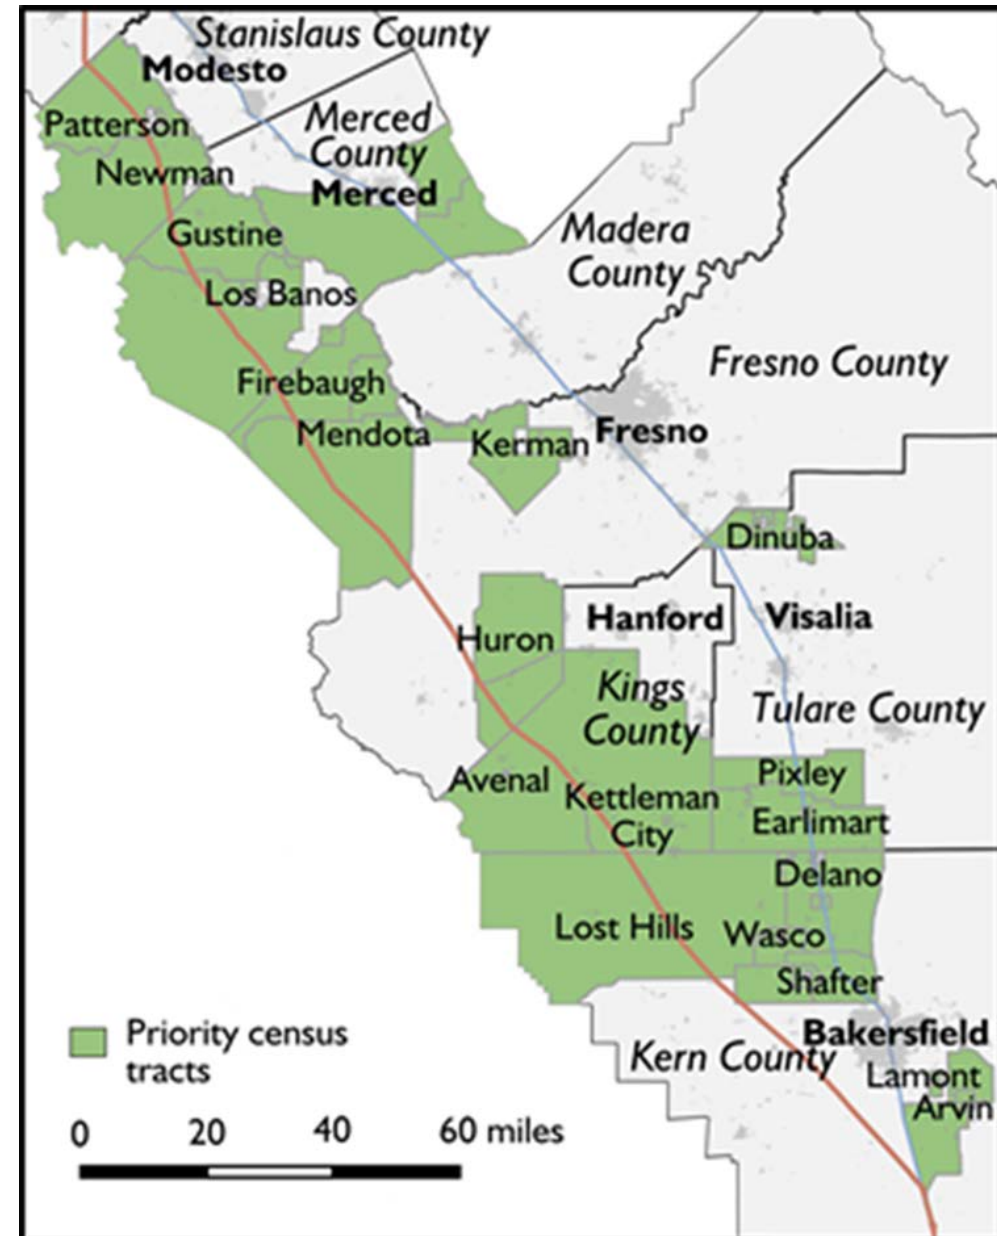 Stanislaus County
Modesto
Merced
County
Patterson
Newman
Merced
Gustine
Madera
County
Los Banos
Fresno County
Firebaugh
Mendota
Kerman
Fresno
Dinuba
Hanford
Visalia
Huron
Kings
County
Tulare County
Avenal
Pixley
Kettleman
City
Earlimart
Delano
Lost Hills
Wasco
Shafter
Priority census
tracts
Bakersfield
Kern County
Lamont
Arvin
0 20 40 60 miles